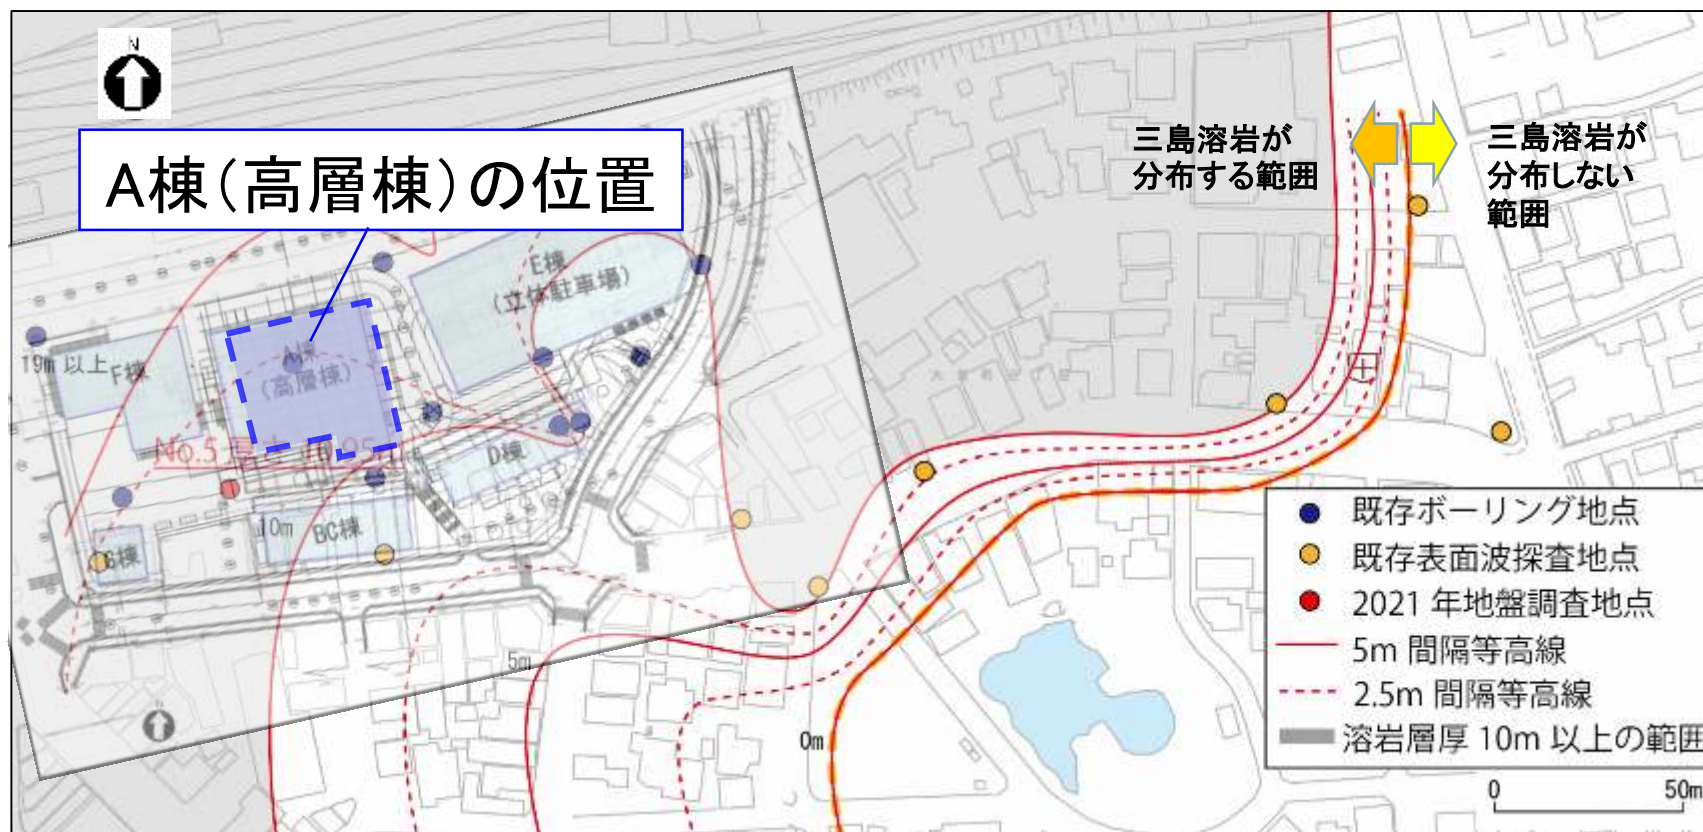 N
A棟（高層棟）の位置
三島溶岩が
分布する範囲
三島溶岩が
分布しない
範囲
E棟
（立体駐車場）
19m 以上
F棟
A棟
（高層棟）
D棟
10m
BC棟
5m
0m
N
既存ボーリング地点
既存表面波探査地点
2021 年地盤調査地点
5m 間隔等高線
2.5m 間隔等高線
溶岩層厚 10m 以上の範囲
0
50m